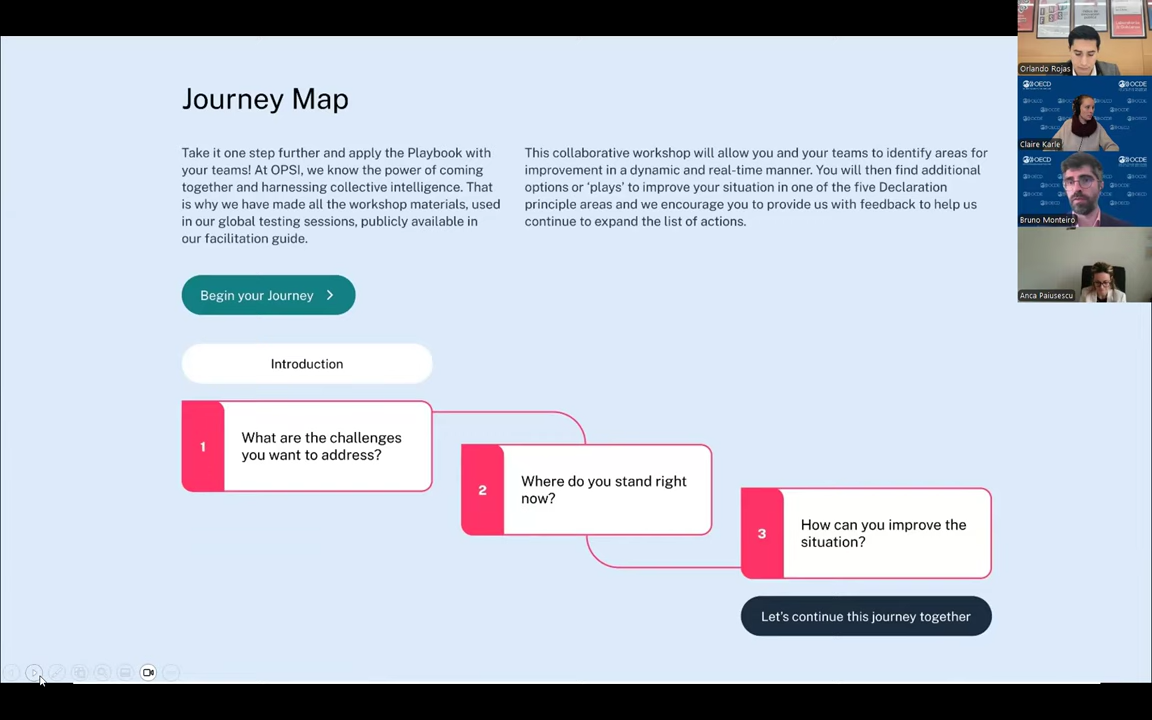 Journey Map
Take it one step further and apply the Playbook with
your teams! At OPSI, we know the power of coming
together and harnessing collective intelligence. That
is why we have made all the workshop materials, used
in our global testing sessions, publicly available in
our facilitation guide.
This collaborative workshop will allow you and your teams to identify areas for
improvement in a dynamic and real-time manner. You will then find additional
options or ‘plays’ to improve your situation in one of the five Declaration
principle areas and we encourage you to provide us with feedback to help us
continue to expand the list of actions.
Begin your Journey
Introduction
1
What are the challenges
you want to address?
2
Where do you stand right
now?
3
How can you improve the
situation?
Let’s continue this journey together
Orlando Rojas
OECD
OCDE
Claire Karle
OECD
OCDE
Bruno Monteiro
Anca Paiusescu